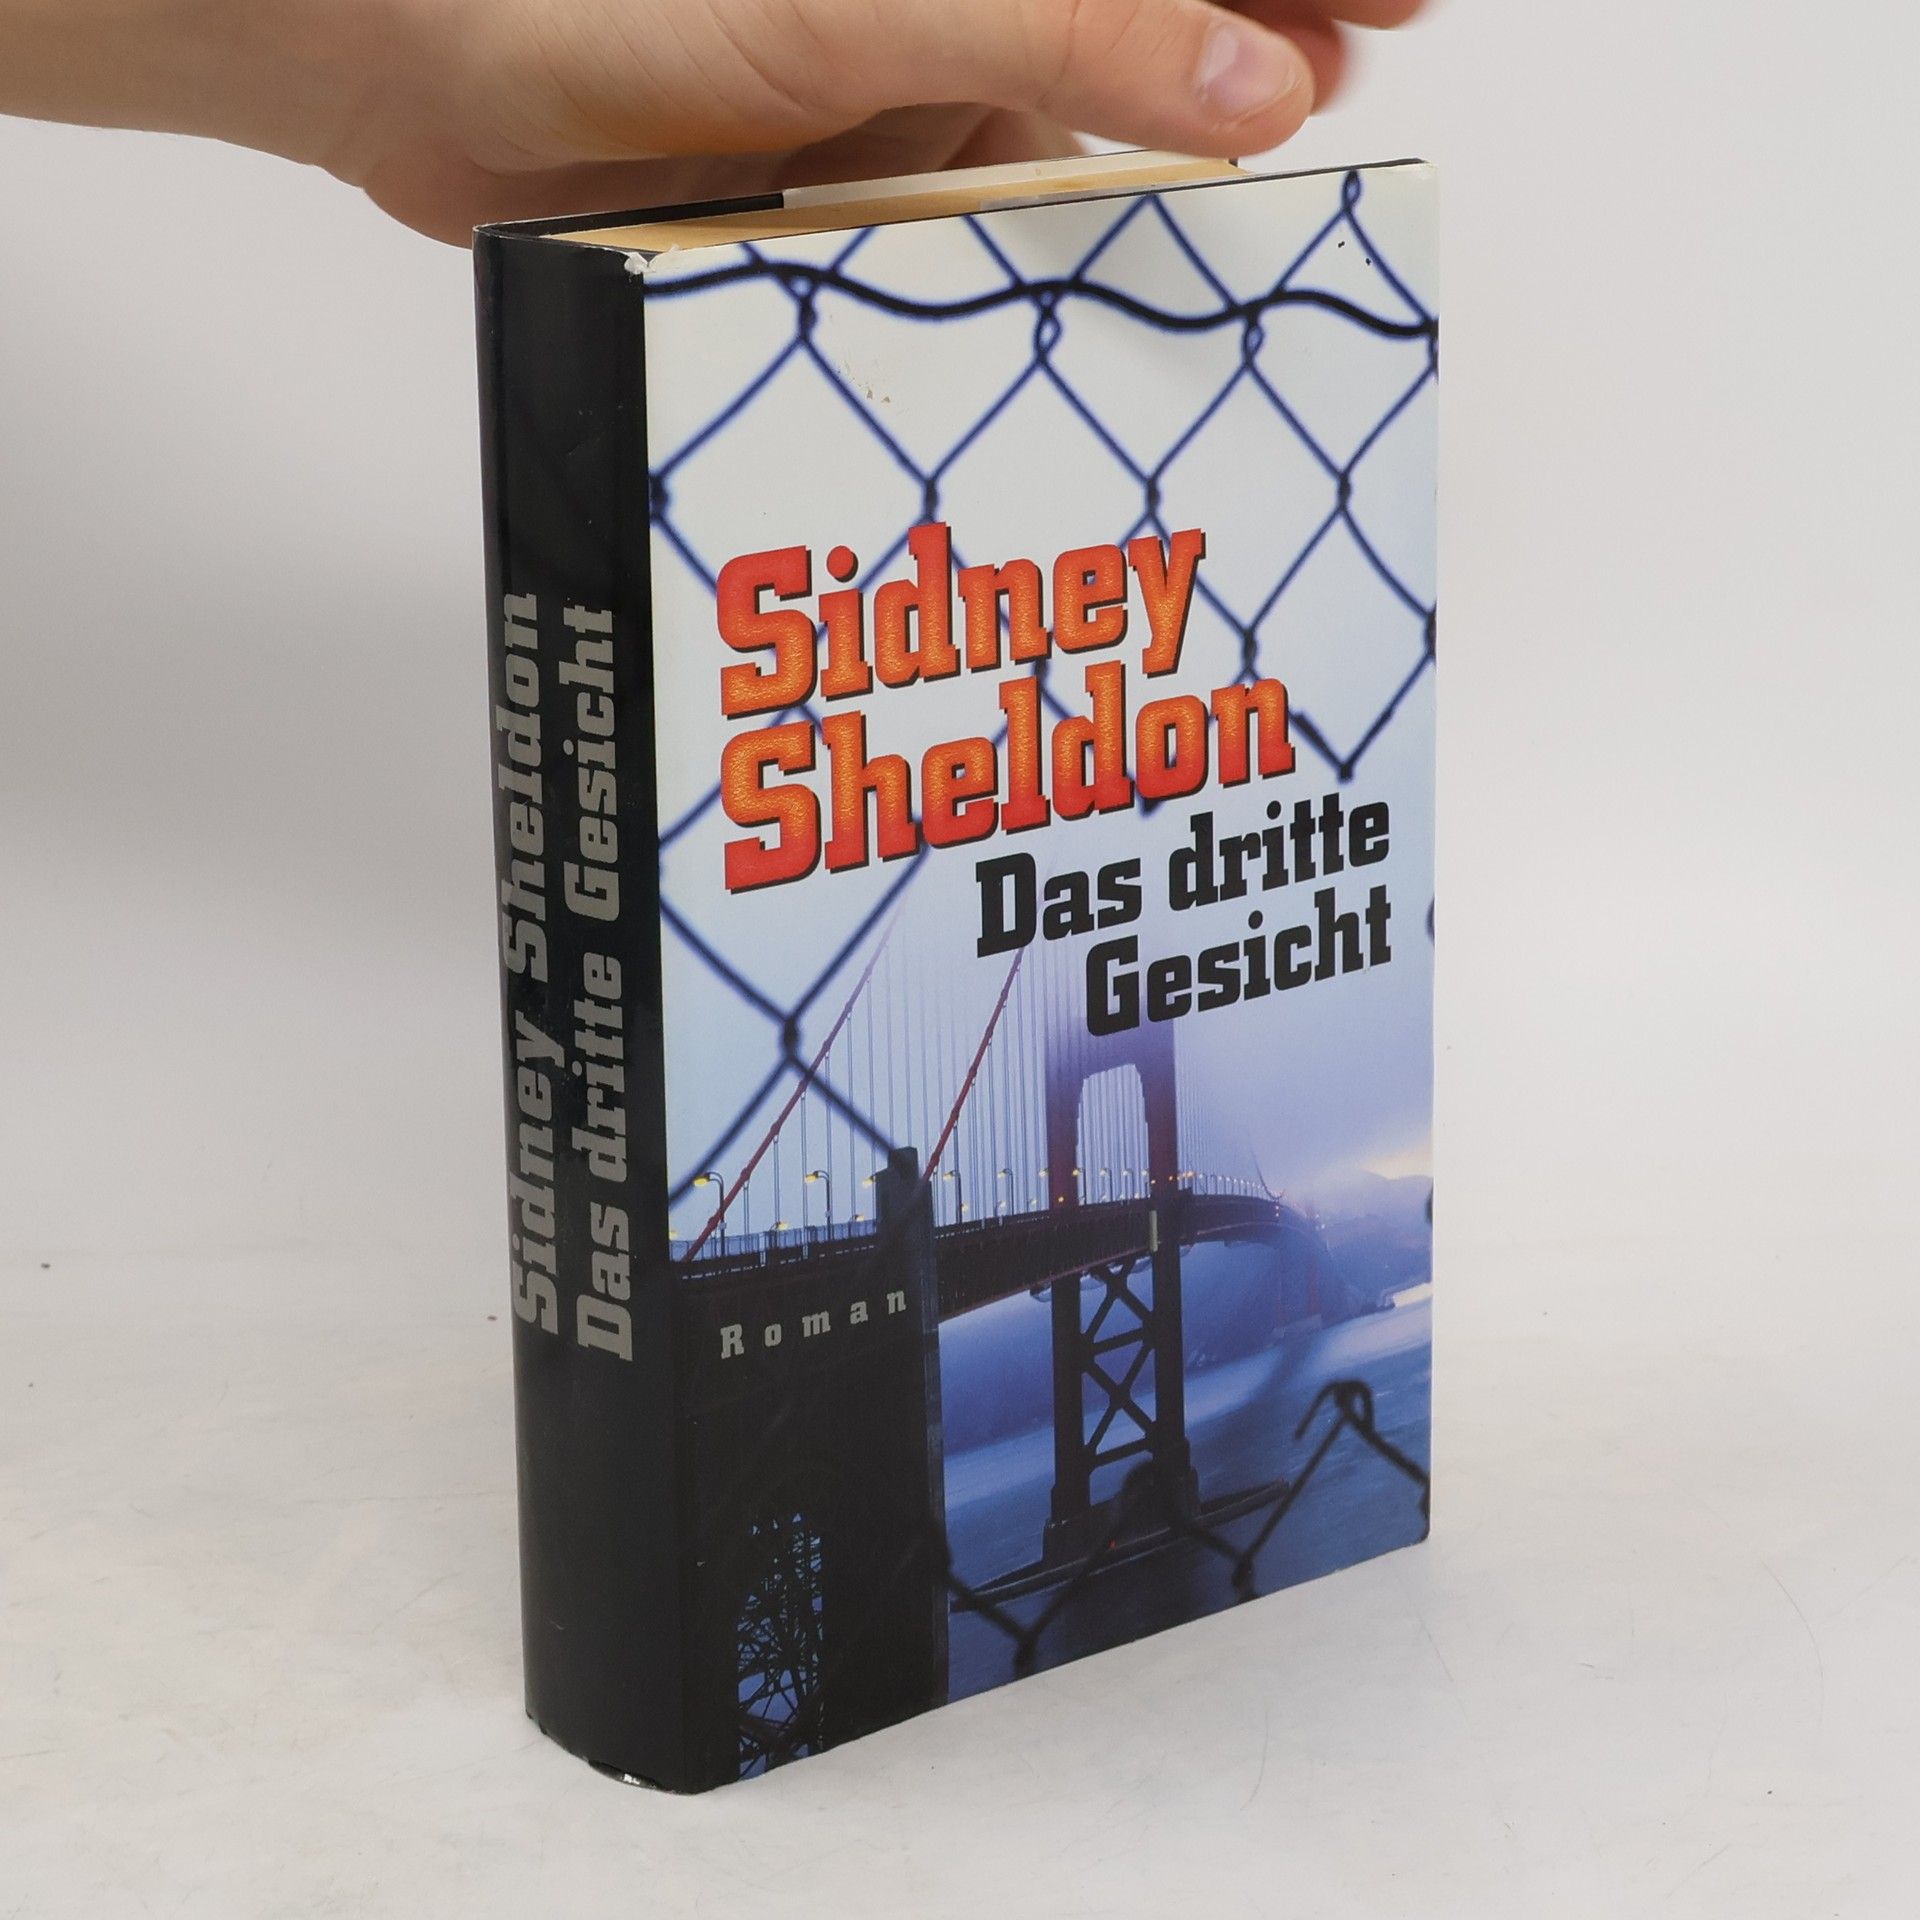 Sidney Sheldon
Das dritte Gesicht
Sidney
Sheldon
Das dritte
Gesicht
Roman